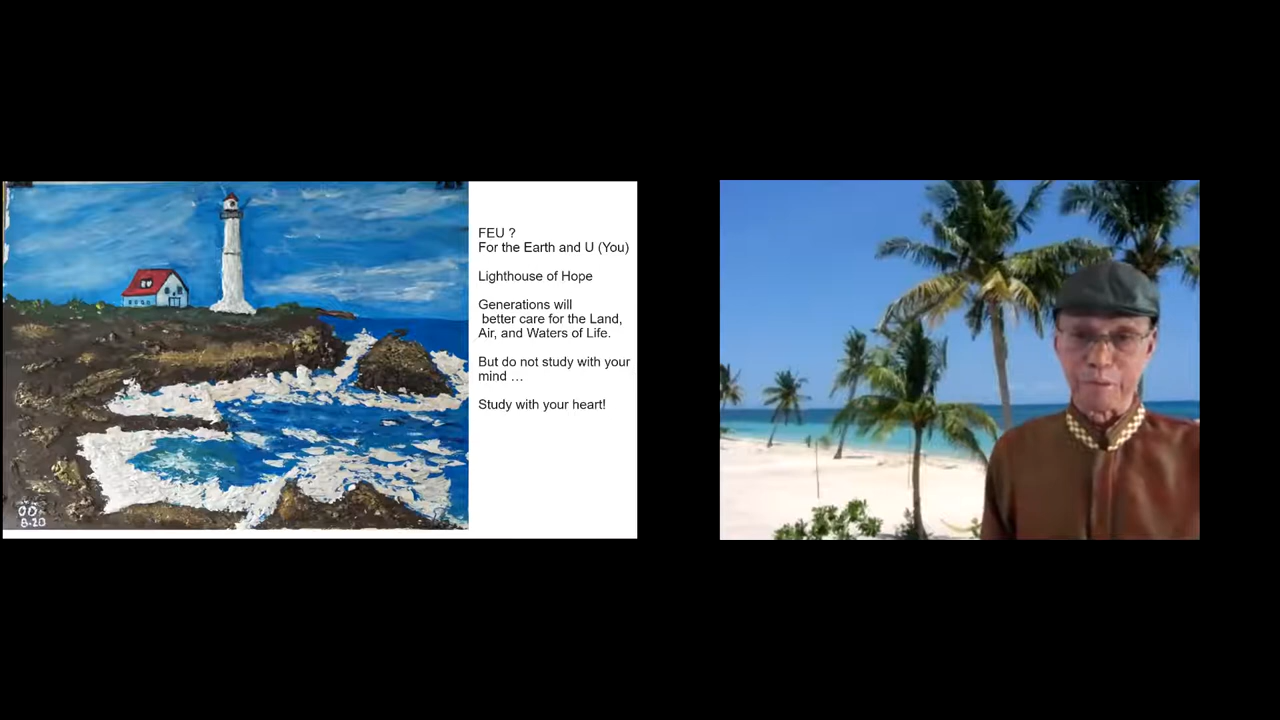 FEU ?
For the Earth and U (You)
Lighthouse of Hope
Generations will
better care for the Land,
Air, and Waters of Life.
But do not study with your
mind …
Study with your heart!
8-20